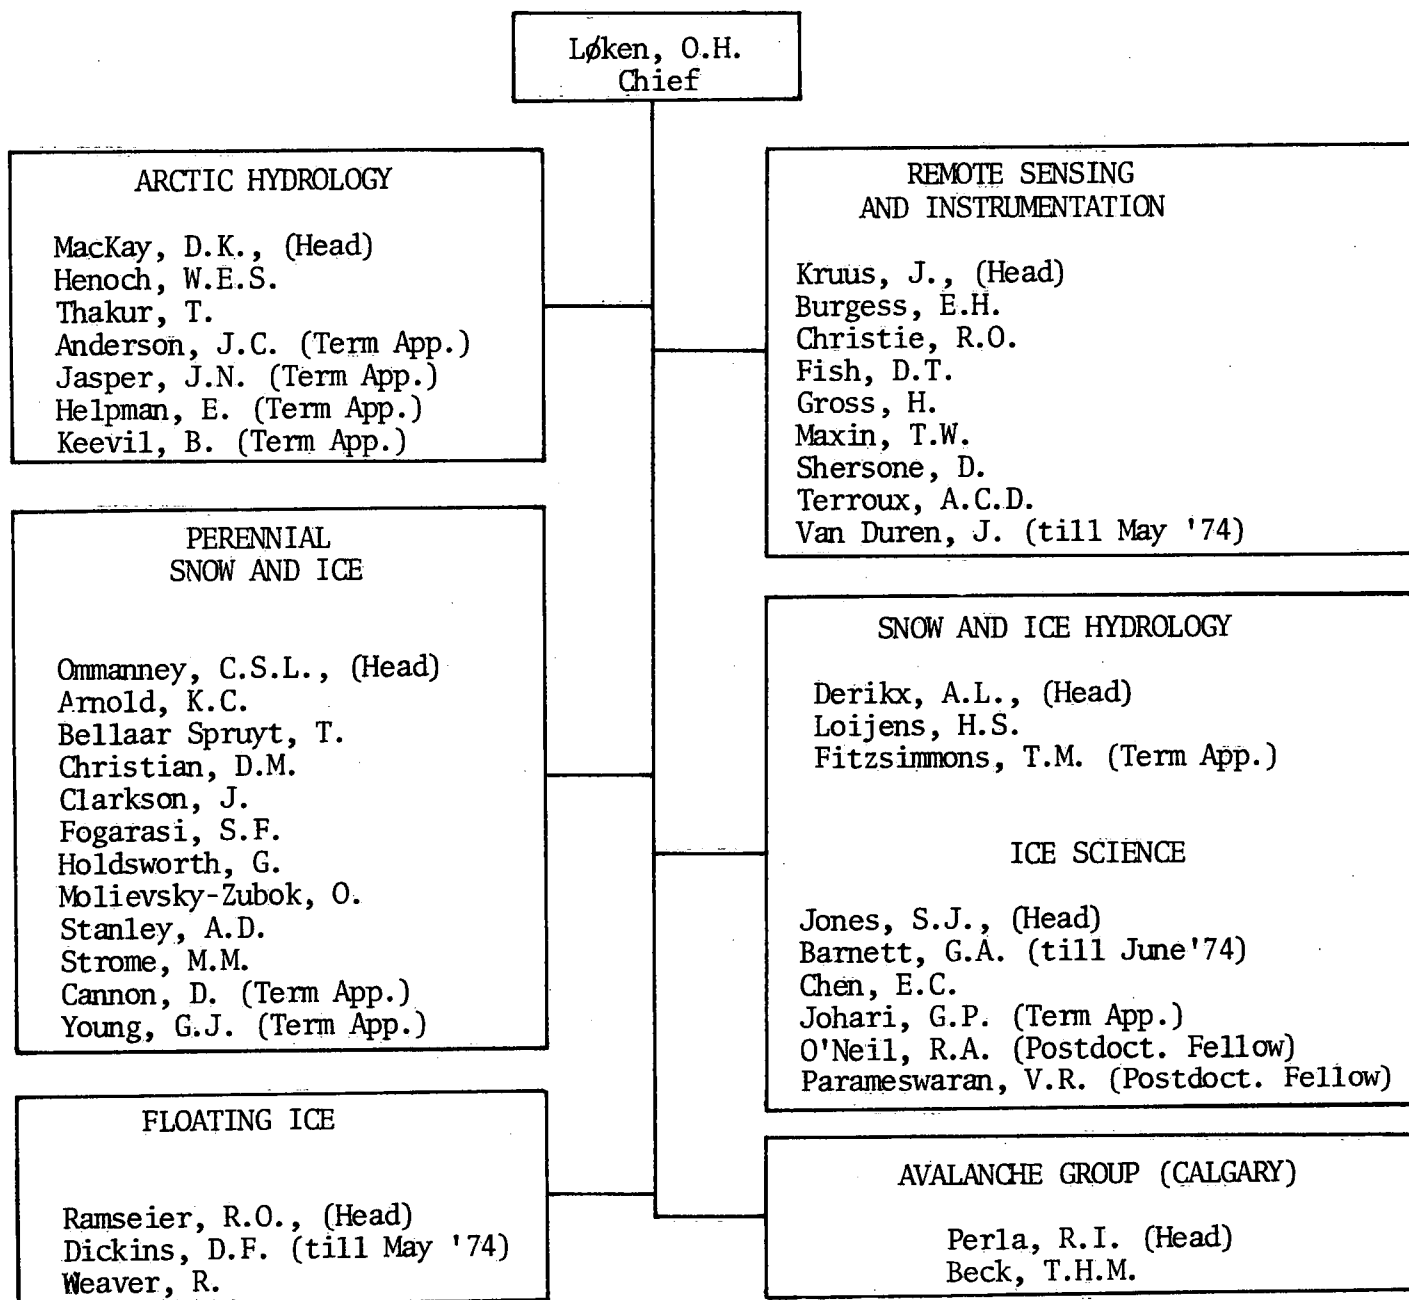 Løken, O.H.
Chief
ARCTIC HYDROLOGY
MacKay, D.K., (Head)
Henoch, W.E.S.
Thakur, T.
Anderson, J.C. (Term App.)
Jasper, J.N. (Term App.)
Helpman, E. (Term App.)
Keevil, B. (Term App.)
REMOTE SENSING
AND INSTRUMENTATION
Kruus, J., (Head)
Burgess, E.H.
Christie, R.O.
Fish, D.T.
Gross, H.
Maxin, T.W.
Shersone, D.
Terroux, A.C.D.
Van Duren, J. (till May '74)
PERENNIAL
SNOW AND ICE
Ommanney, C.S.L., (Head)
Arnold, K.C.
Bellaar Spruyt, T.
Christian, D.M.
Clarkson, J.
Fogarasi, S.F.
Holdsworth, G.
Molievsky-Zubok, O.
Stanley, A.D.
Strome, M.M.
Cannon, D. (Term App.)
Young, G.J. (Term App.)
SNOW AND ICE HYDROLOGY
Derikx, A.L., (Head)
Loijens, H.S.
Fitzsimmons, T.M. (Term App.)
ICE SCIENCE
Jones, S.J., (Head)
Barnett, G.A. (till June'74)
Chen, E.C.
Johari, G.P. (Term App.)
O'Neil, R.A. (Postdoct. Fellow)
Parameswaran, V.R. (Postdoct. Fellow)
FLOATING ICE
Ramseier, R.O., (Head)
Dickins, D.F. (till May '74)
Weaver, R.
AVALANCHE GROUP (CALGARY)
Perla, R.I. (Head)
Beck, T.H.M.